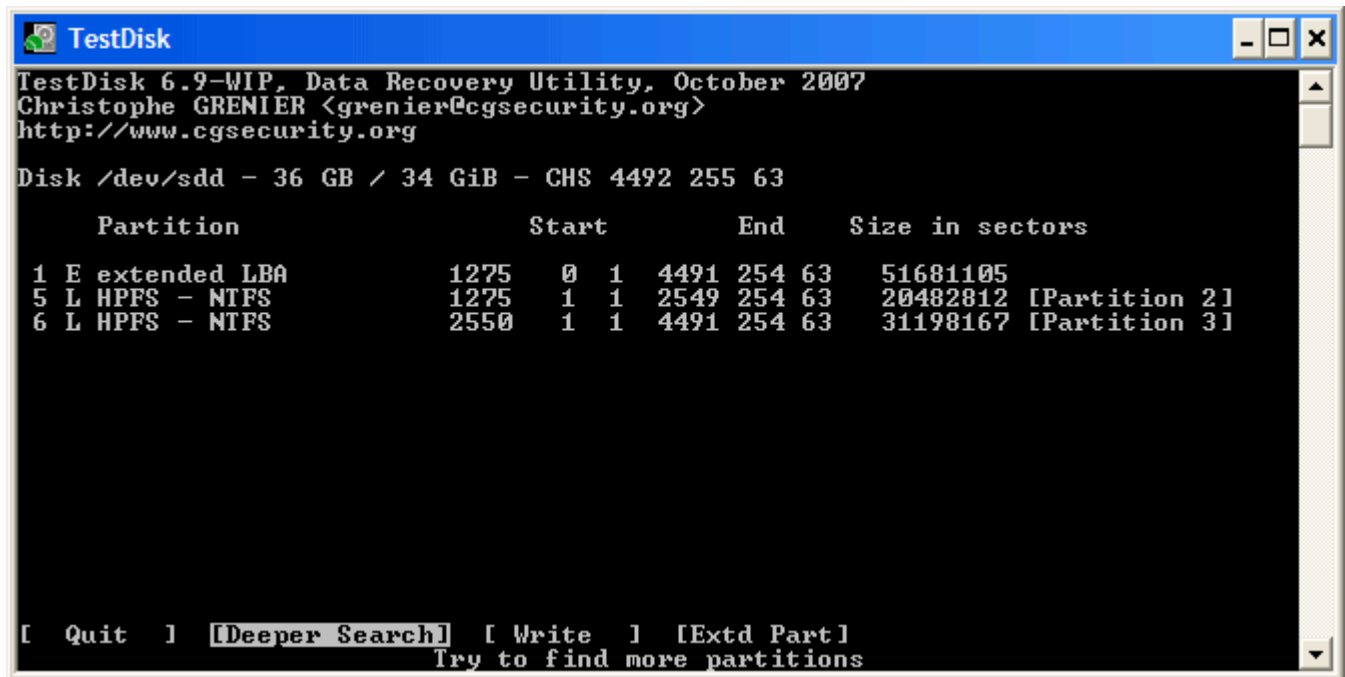 TestDisk
TestDisk 6.9-WIP, Data Recovery Utility, October 2007
Christophe GRENIER <grenier@cgsecurity.org>
http://www.cgsecurity.org
Disk /dev/sdd - 36 GB / 34 GiB - CHS 4492 255 63
Partition Start End Size in sectors
1 E extended LBA 1275 0 1 4491 254 63 51681105
5 L HPFS - NTFS 1275 1 1 2549 254 63 20482812 [Partition 2]
6 L HPFS - NTFS 2550 1 1 4491 254 63 31198167 [Partition 3]
[ Quit ] [Deeper Search] [ Write ] [Extd Part]
Try to find more partitions